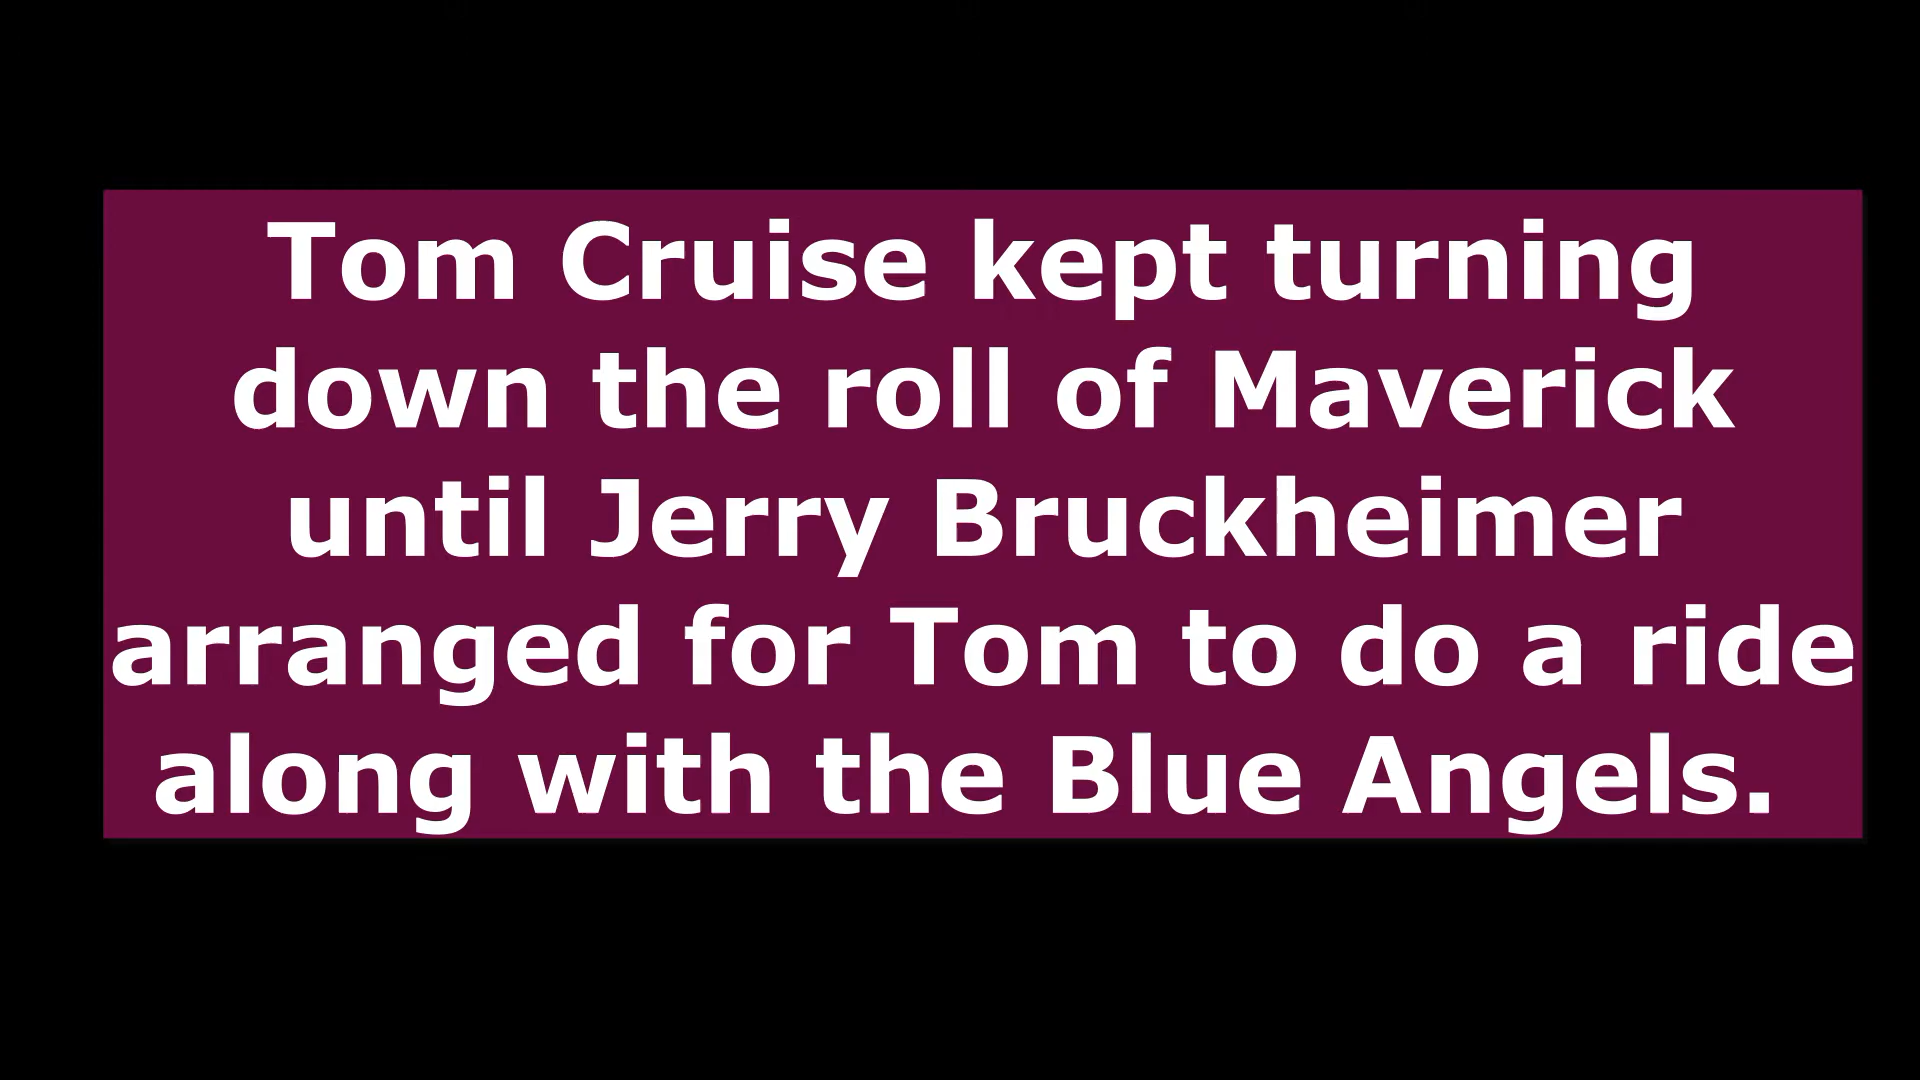 Tom Cruise kept turning
down the roll of Maverick
until Jerry Bruckheimer
arranged for Tom to do a ride
along with the Blue Angels.